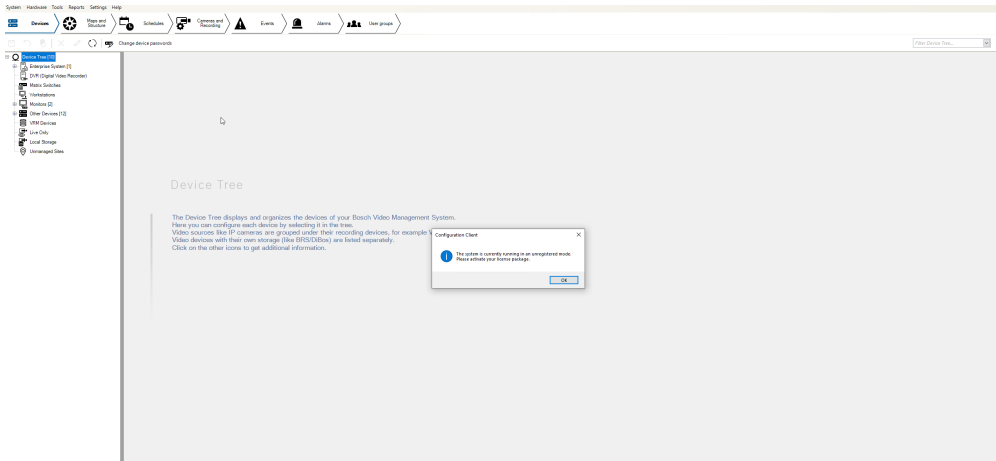 System Hardware Tools Reports Settings Help
Devices Maps and Structure Schedules Cameras and Recording Events Alarms User groups
Change device passwords
Filter Device Tree...
Device Tree [10]
Enterprise System [1]
DVR (Digital Video Recorder)
Matrix Switches
Workstations
Monitors [2]
Other Devices [12]
VRM Devices
Live Only
Local Storage
Unmanaged Sites
Device Tree
The Device Tree displays and organizes the devices of your Bosch Video Management System.
Here you can configure each device by selecting it in the tree.
Video sources like IP cameras are grouped under their recording devices, for example V
Video devices with their own storage (like BRS/DiBos) are listed separately.
Click on the other icons to get additional information.
Configuration Client
The system is currently running in an unregistered mode.
Please activate your license package.
OK